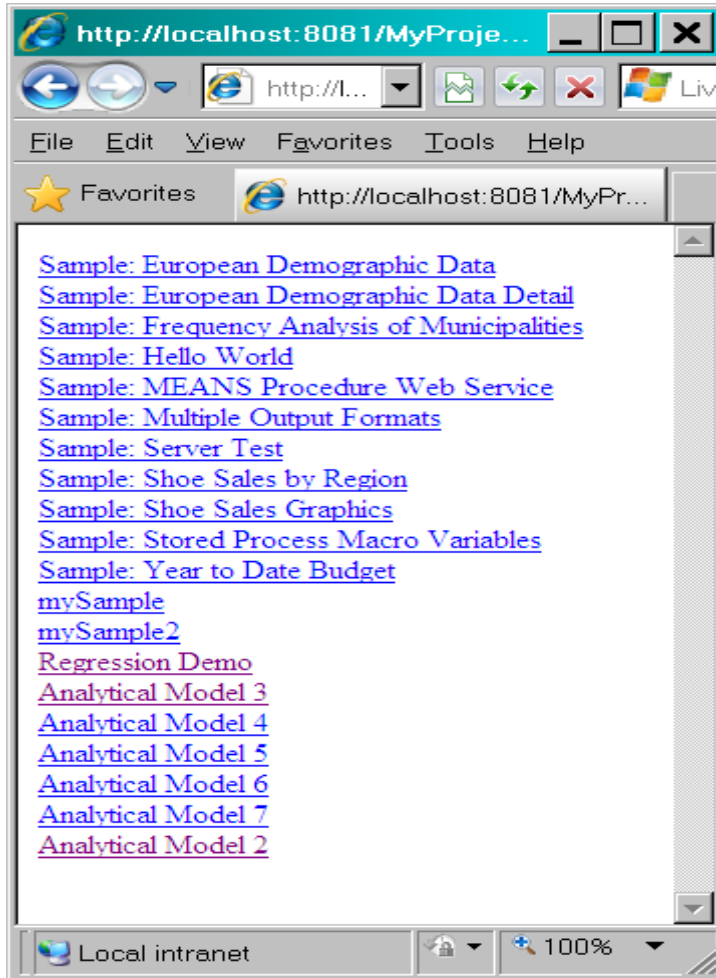 http://localhost:8081/MyProje...
http://l...
Liv
File Edit View Favorites Tools Help
Favorites
http://localhost:8081/MyPr...
Sample: European Demographic Data
Sample: European Demographic Data Detail
Sample: Frequency Analysis of Municipalities
Sample: Hello World
Sample: MEANS Procedure Web Service
Sample: Multiple Output Formats
Sample: Server Test
Sample: Shoe Sales by Region
Sample: Shoe Sales Graphics
Sample: Stored Process Macro Variables
Sample: Year to Date Budget
mySample
mySample2
Regression Demo
Analytical Model 3
Analytical Model 4
Analytical Model 5
Analytical Model 6
Analytical Model 7
Analytical Model 2
Local intranet
100%